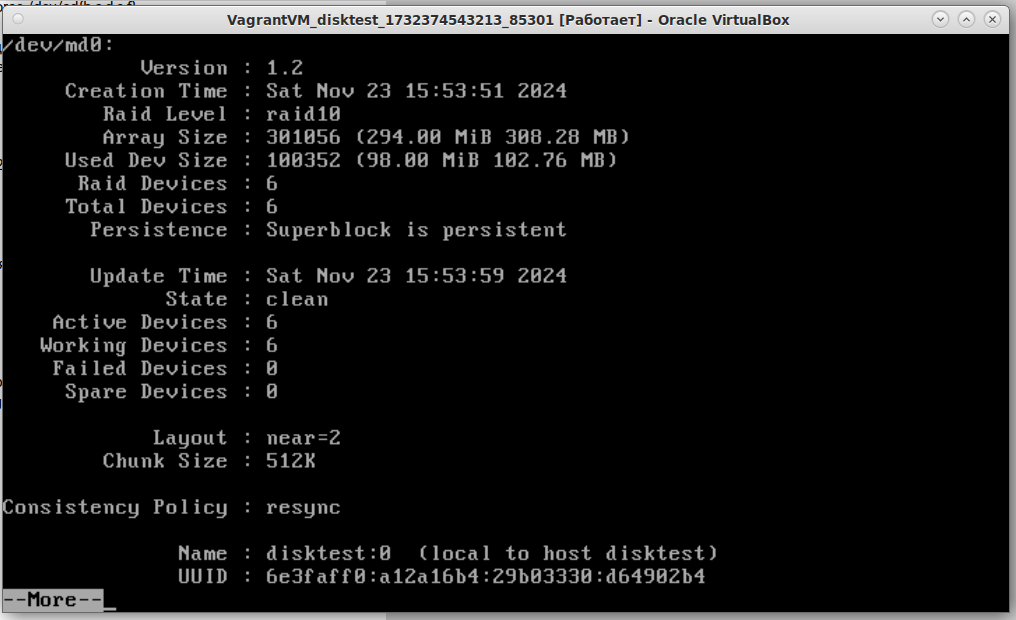 VagrantVM_disktest_1732374543213_85301 [Работает] - Oracle VirtualBox
/dev/md0:
Version : 1.2
Creation Time : Sat Nov 23 15:53:51 2024
Raid Level : raid10
Array Size : 301056 (294.00 MiB 308.28 MB)
Used Dev Size : 100352 (98.00 MiB 102.76 MB)
Raid Devices : 6
Total Devices : 6
Persistence : Superblock is persistent
Update Time : Sat Nov 23 15:53:59 2024
State : clean
Active Devices : 6
Working Devices : 6
Failed Devices : 0
Spare Devices : 0
Layout : near=2
Chunk Size : 512K
Consistency Policy : resync
Name : disktest:0 (local to host disktest)
UUID : 6e3faff0:a12a16b4:29b03330:d64902b4
--More--